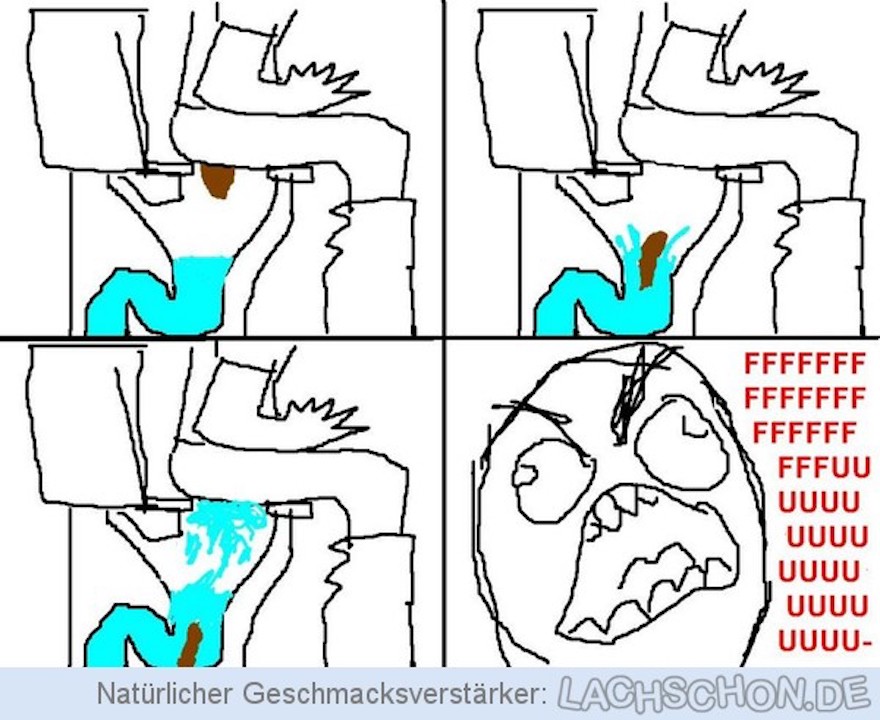 FFFFFFF
FFFFFFF
FFFFFF
FFFUU
UUUU
UUUU
UUUU
UUUU
UUUU-
Natürlicher Geschmacksverstärker: LACHSCHON.DE